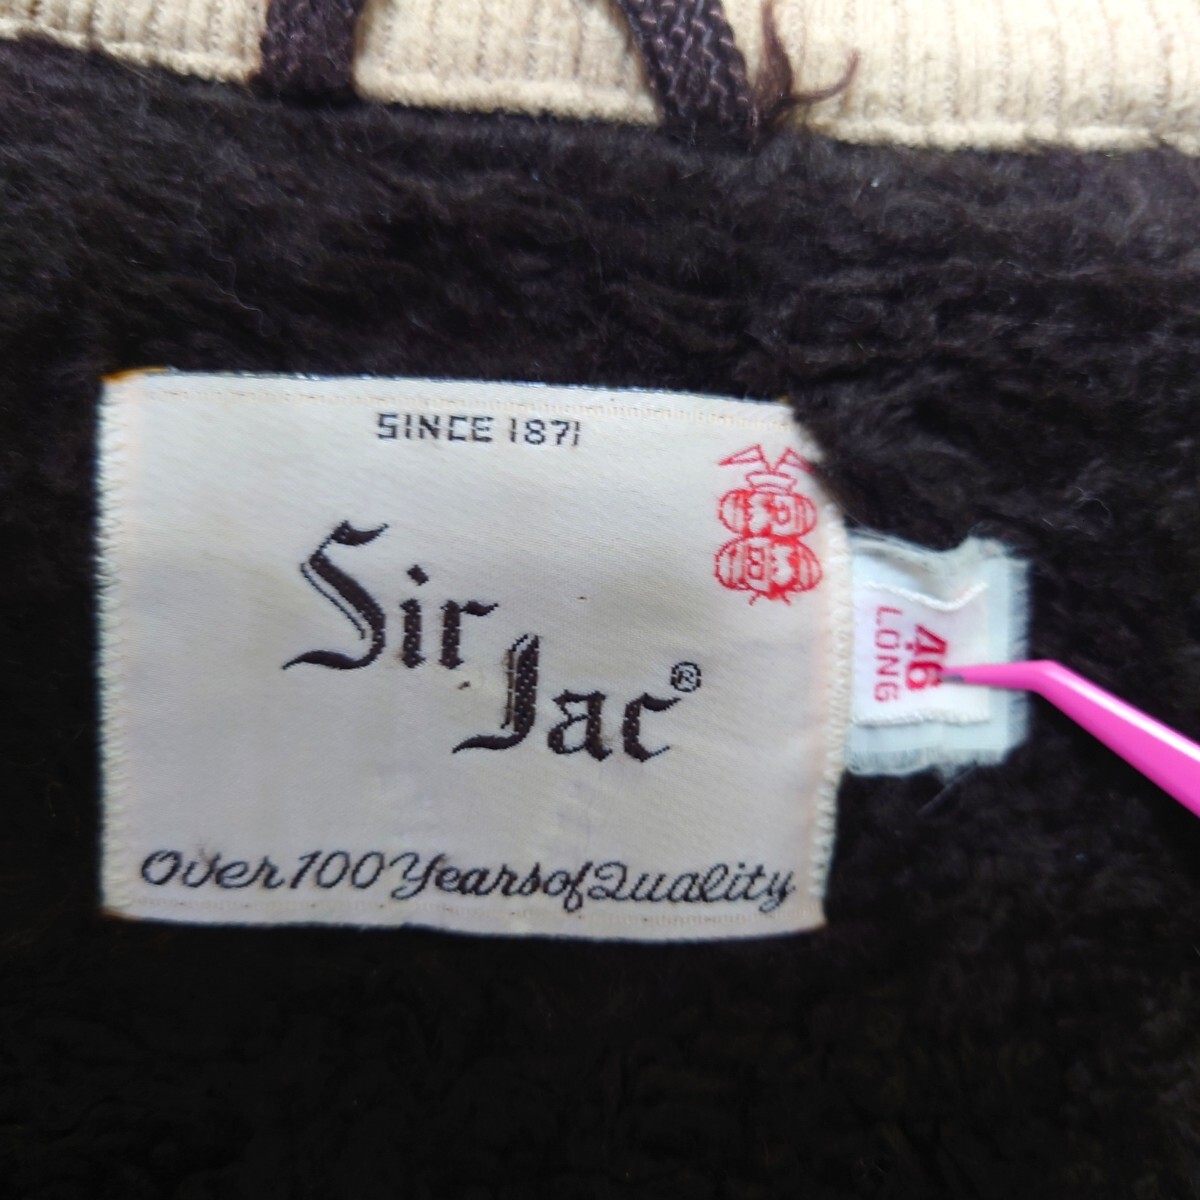 SINCE 1871
Sir
Jac®
Over 100 Years of Quality
46
LONG